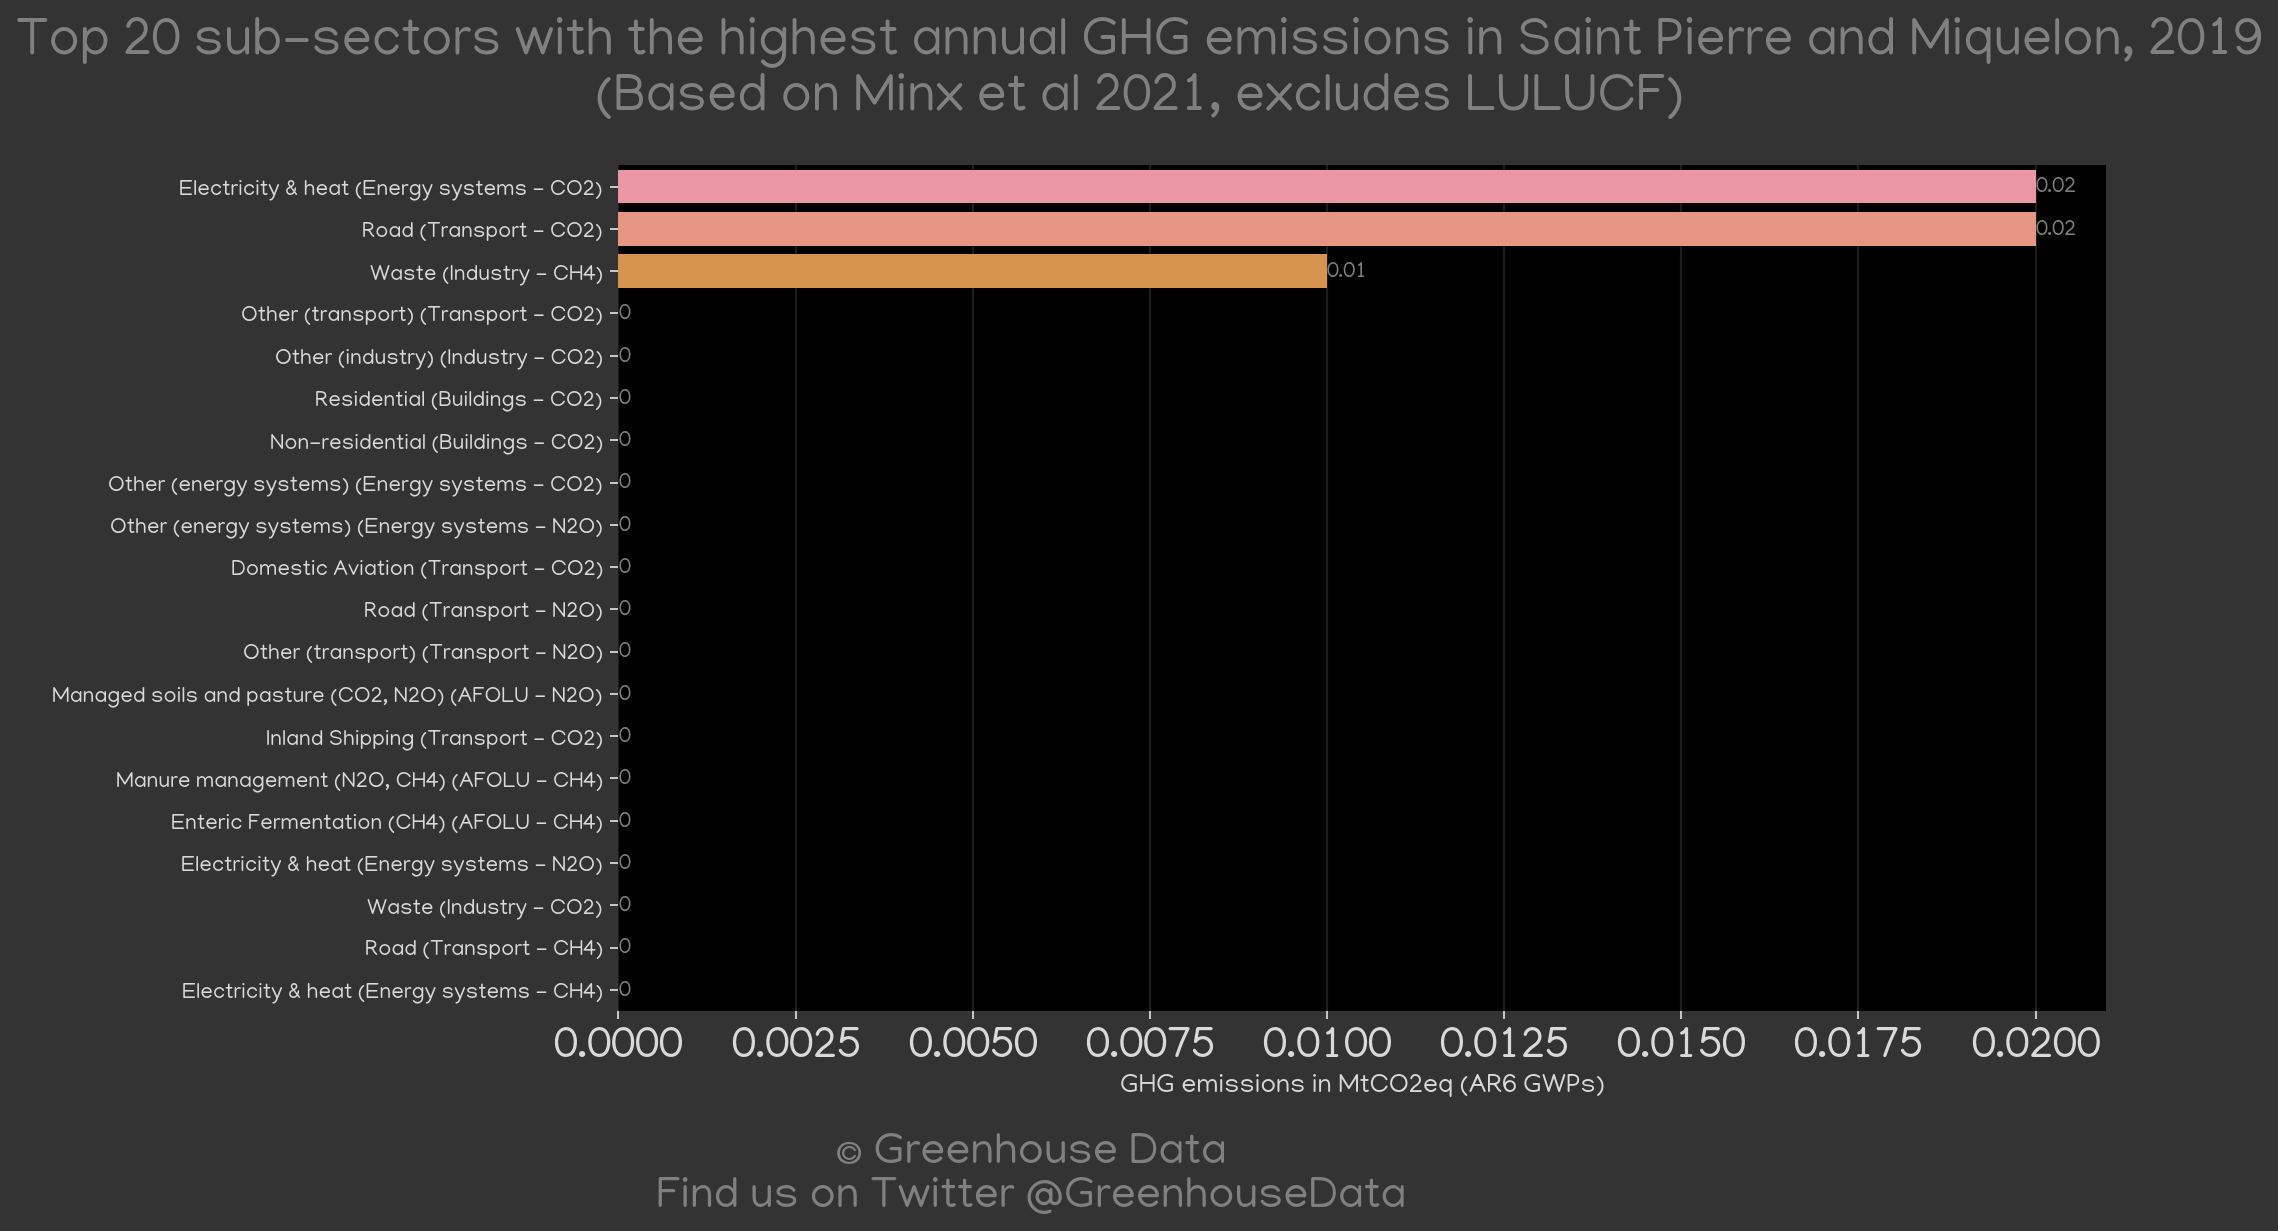 Top 20 sub-sectors with the highest annual GHG emissions in Saint Pierre and Miquelon, 2019
(Based on Minx et al 2021, excludes LULUCF)
Electricity & heat (Energy systems - CO2) 0.02
Road (Transport - CO2) 0.02
Waste (Industry - CH4) 0.01
Other (transport) (Transport - CO2) 0
Other (industry) (Industry - CO2) 0
Residential (Buildings - CO2) 0
Non-residential (Buildings - CO2) 0
Other (energy systems) (Energy systems - CO2) 0
Other (energy systems) (Energy systems - N2O) 0
Domestic Aviation (Transport - CO2) 0
Road (Transport - N2O) 0
Other (transport) (Transport - N2O) 0
Managed soils and pasture (CO2, N2O) (AFOLU - N2O) 0
Inland Shipping (Transport - CO2) 0
Manure management (N2O, CH4) (AFOLU - CH4) 0
Enteric Fermentation (CH4) (AFOLU - CH4) 0
Electricity & heat (Energy systems - N2O) 0
Waste (Industry - CO2) 0
Road (Transport - CH4) 0
Electricity & heat (Energy systems - CH4) 0
0.0000 0.0025 0.0050 0.0075 0.0100 0.0125 0.0150 0.0175 0.0200
GHG emissions in MtCO2eq (AR6 GWPs)
© Greenhouse Data
Find us on Twitter @GreenhouseData